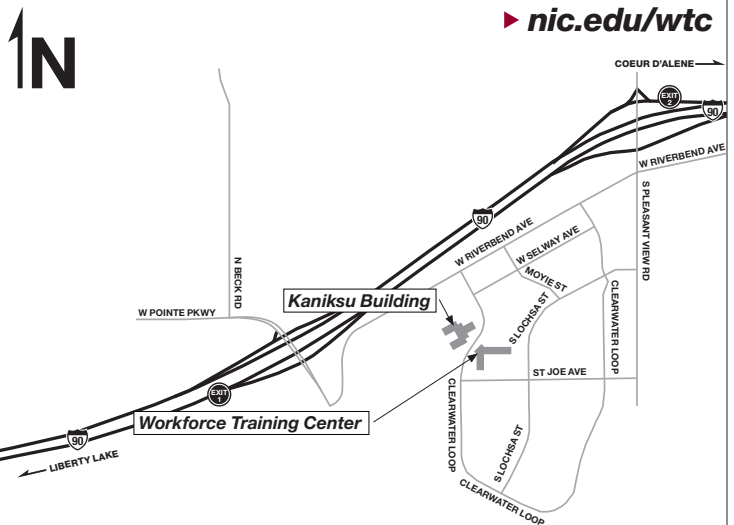 N
nic.edu/wtc
COEUR D'ALENE
EXIT 2
90
W RIVERBEND AVE
90
W RIVERBEND AVE
S PLEASANT VIEW RD
W SELWAY AVE
MOYIE ST
N BECK RD
CLEARWATER LOOP
Kaniksu Building
S LOCHSA ST
W POINTE PKWY
ST JOE AVE
EXIT 1
Workforce Training Center
CLEARWATER LOOP
90
LIBERTY LAKE
S LOCHSA ST
CLEARWATER LOOP